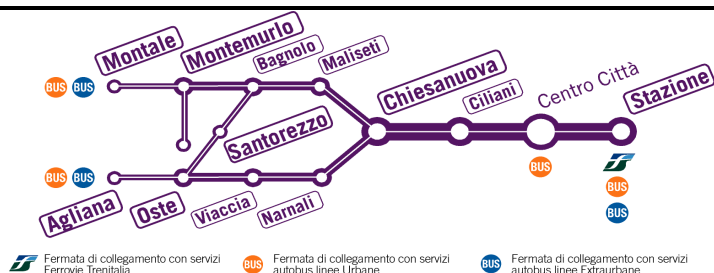 Montale
Montemurlo
Bagnolo
Maliseti
BUS BUS
Chiesanuova
Ciliani
Centro Città
Stazione
Santorezzo
BUS
BUS
BUS
BUS BUS
Agliana
Oste
Viaccia
Narnali
Fermata di collegamento con servizi
Ferrovie Trenitalia
BUS
Fermata di collegamento con servizi
autobus linee Urbane
BUS
Fermata di collegamento con servizi
autobus linee Extraurbane